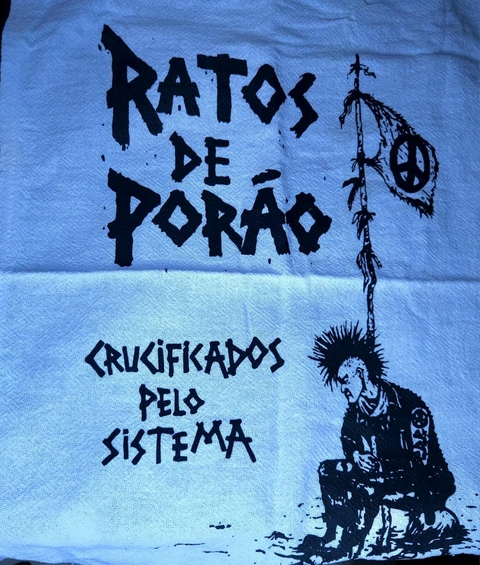 RATOS
DE
PORÃO
CRUCIFICADOS
PELO
SISTEMA